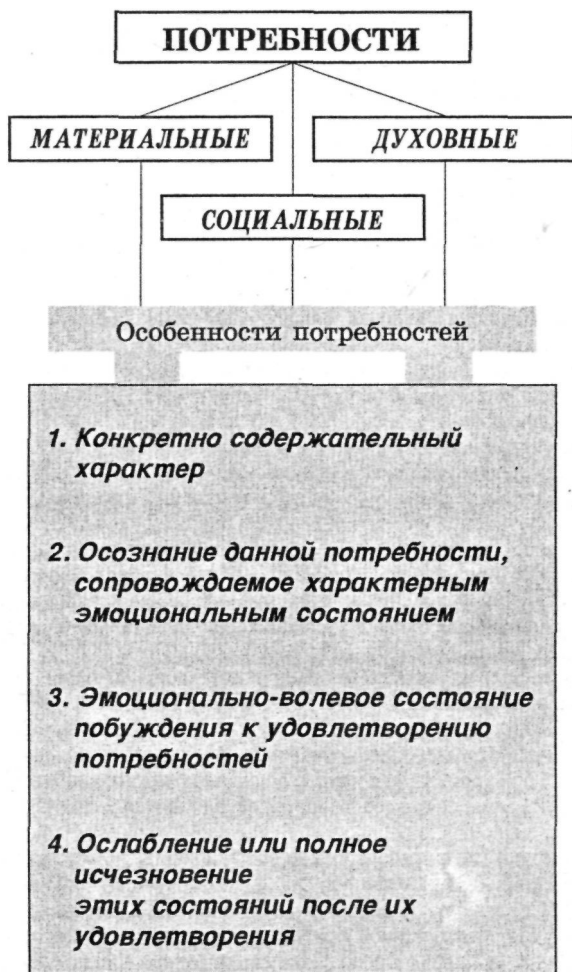 ПОТРЕБНОСТИ
МАТЕРИАЛЬНЫЕ
ДУХОВНЫЕ
СОЦИАЛЬНЫЕ
Особенности потребностей
1. Конкретно содержательный
характер
2. Осознание данной потребности,
сопровождаемое характерным
эмоциональным состоянием
3. Эмоционально-волевое состояние
побуждения к удовлетворению
потребностей
4. Ослабление или полное
исчезновение
этих состояний после их
удовлетворения